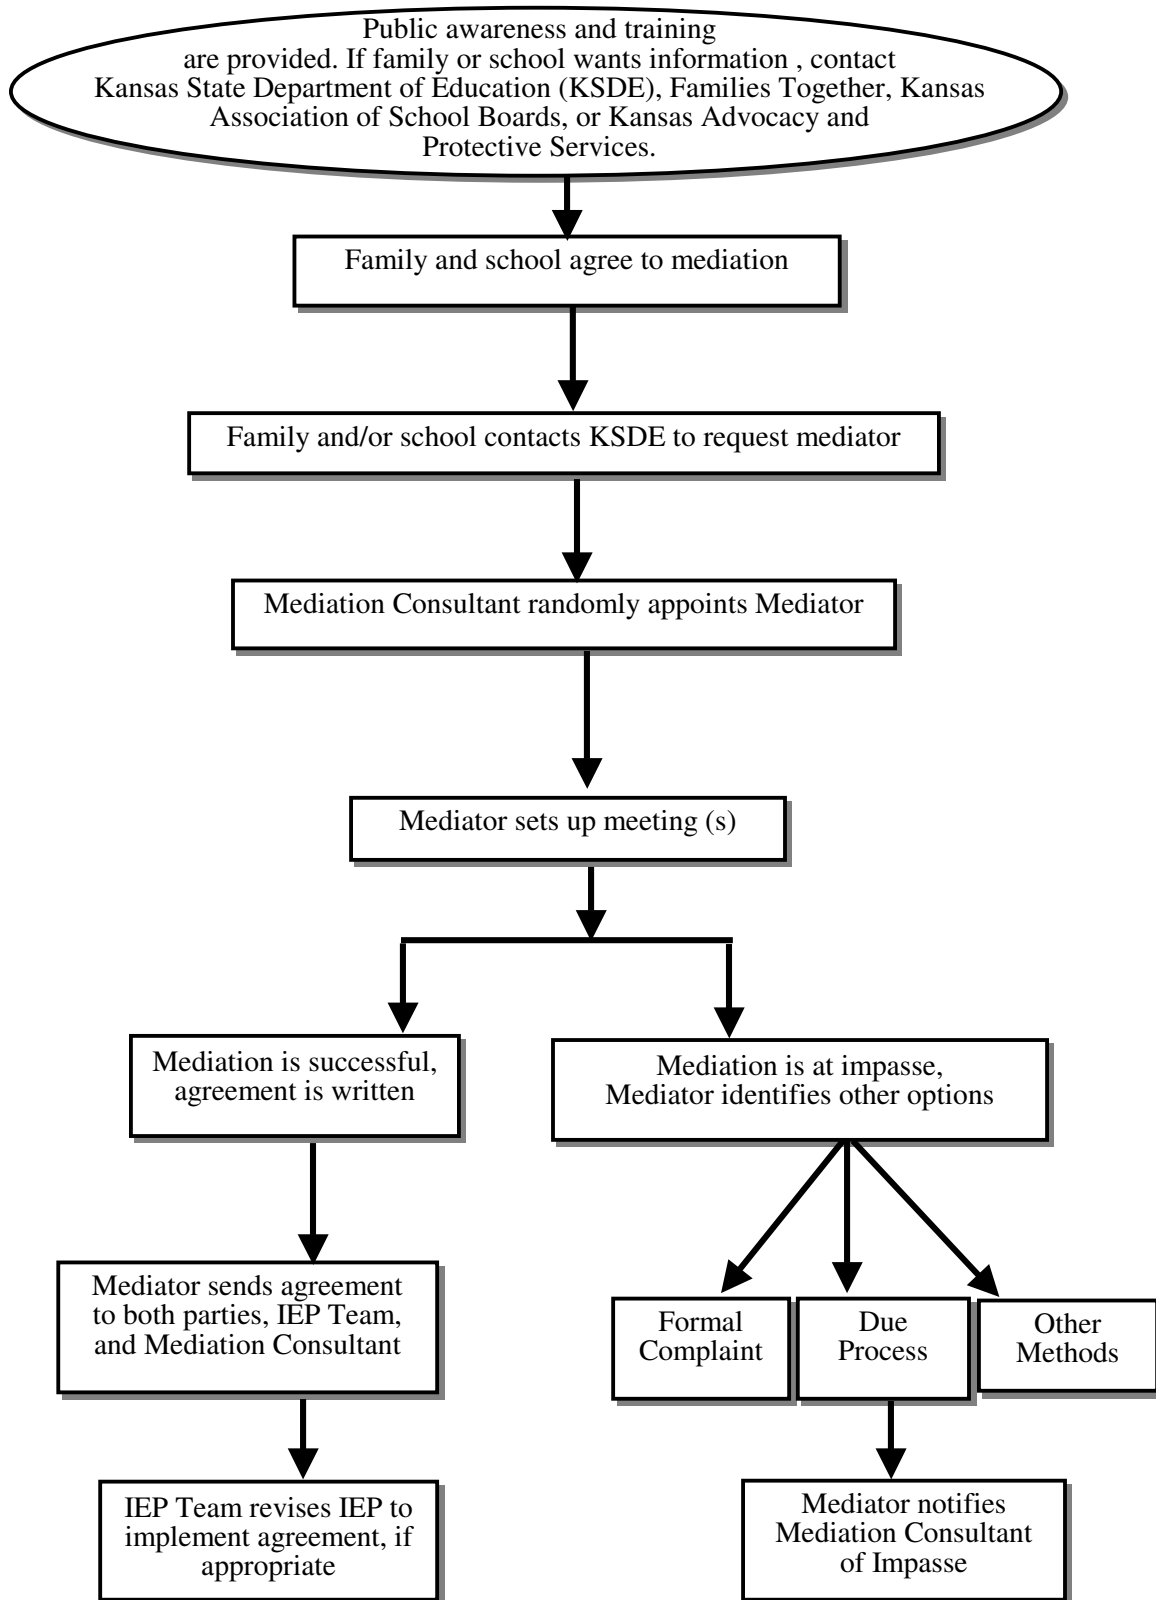 Public awareness and training
are provided. If family or school wants information , contact
Kansas State Department of Education (KSDE), Families Together, Kansas
Association of School Boards, or Kansas Advocacy and
Protective Services.
Family and school agree to mediation
Family and/or school contacts KSDE to request mediator
Mediation Consultant randomly appoints Mediator
Mediator sets up meeting (s)
Mediation is successful,
agreement is written
Mediation is at impasse,
Mediator identifies other options
Mediator sends agreement
to both parties, IEP Team,
and Mediation Consultant
Formal
Complaint
Due
Process
Other
Methods
IEP Team revises IEP to
implement agreement, if
appropriate
Mediator notifies
Mediation Consultant
of Impasse